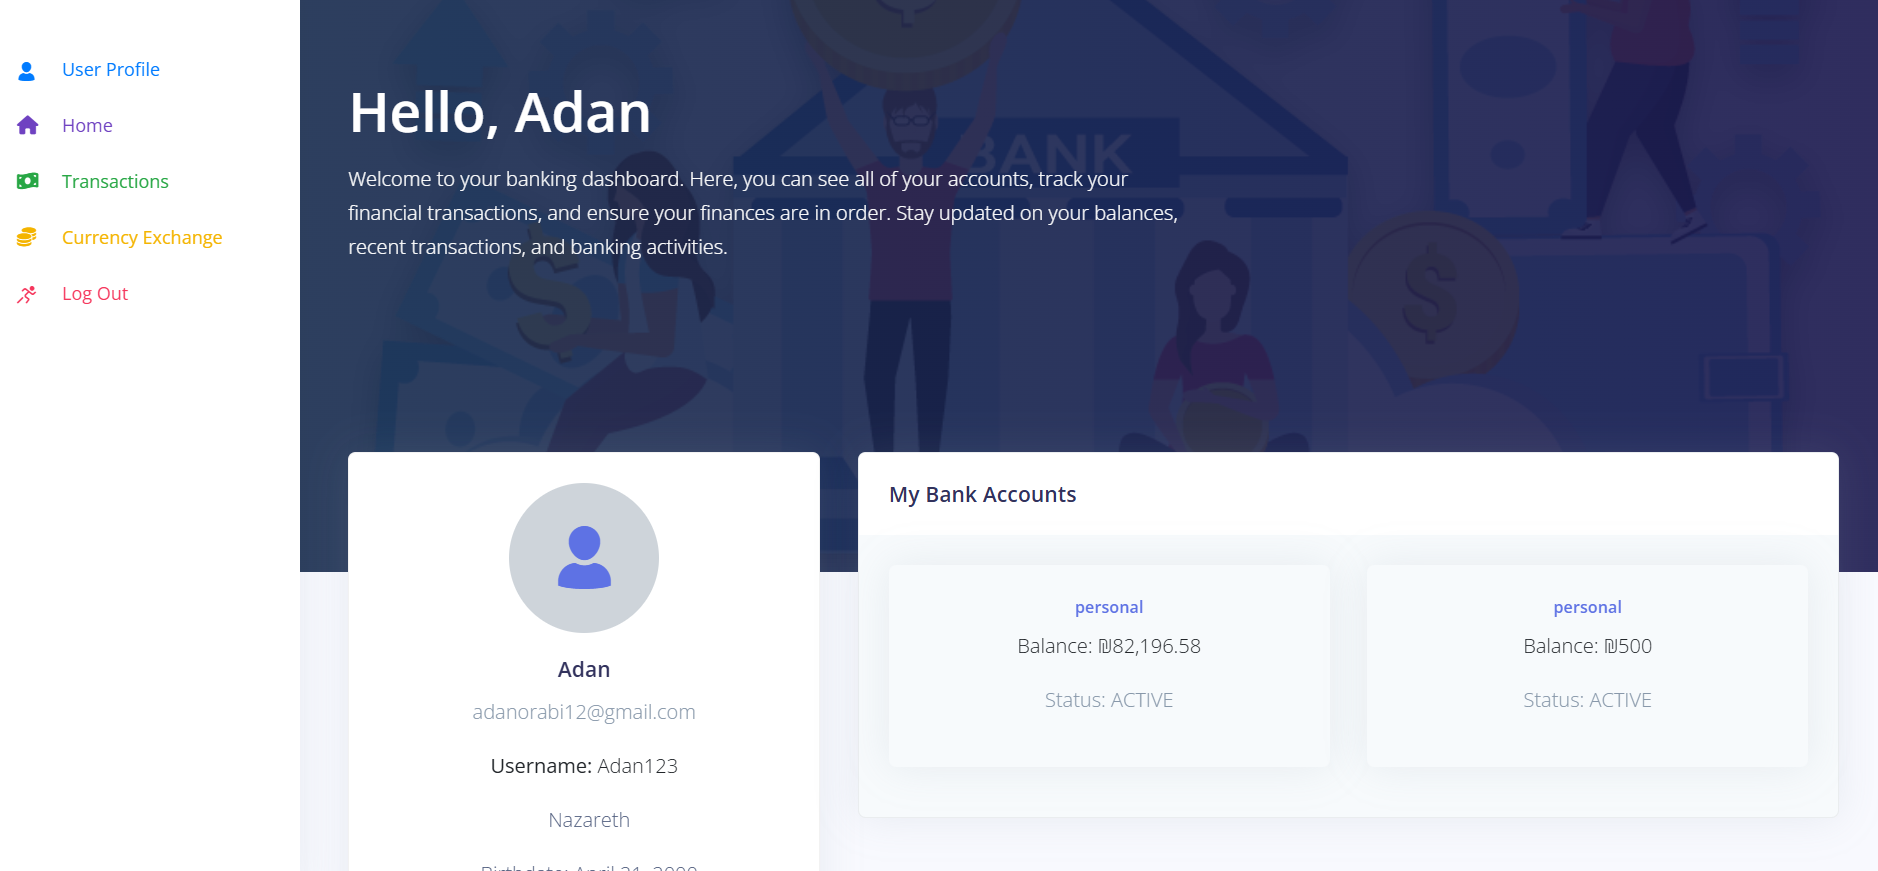 User Profile
Home
Transactions
Currency Exchange
Log Out
BANK
Hello, Adan
Welcome to your banking dashboard. Here, you can see all of your accounts, track your
financial transactions, and ensure your finances are in order. Stay updated on your balances,
recent transactions, and banking activities.
Adan
adanorabi12@gmail.com
Username: Adan123
Nazareth
My Bank Accounts
personal
Balance: ₪82,196.58
Status: ACTIVE
personal
Balance: ₪500
Status: ACTIVE